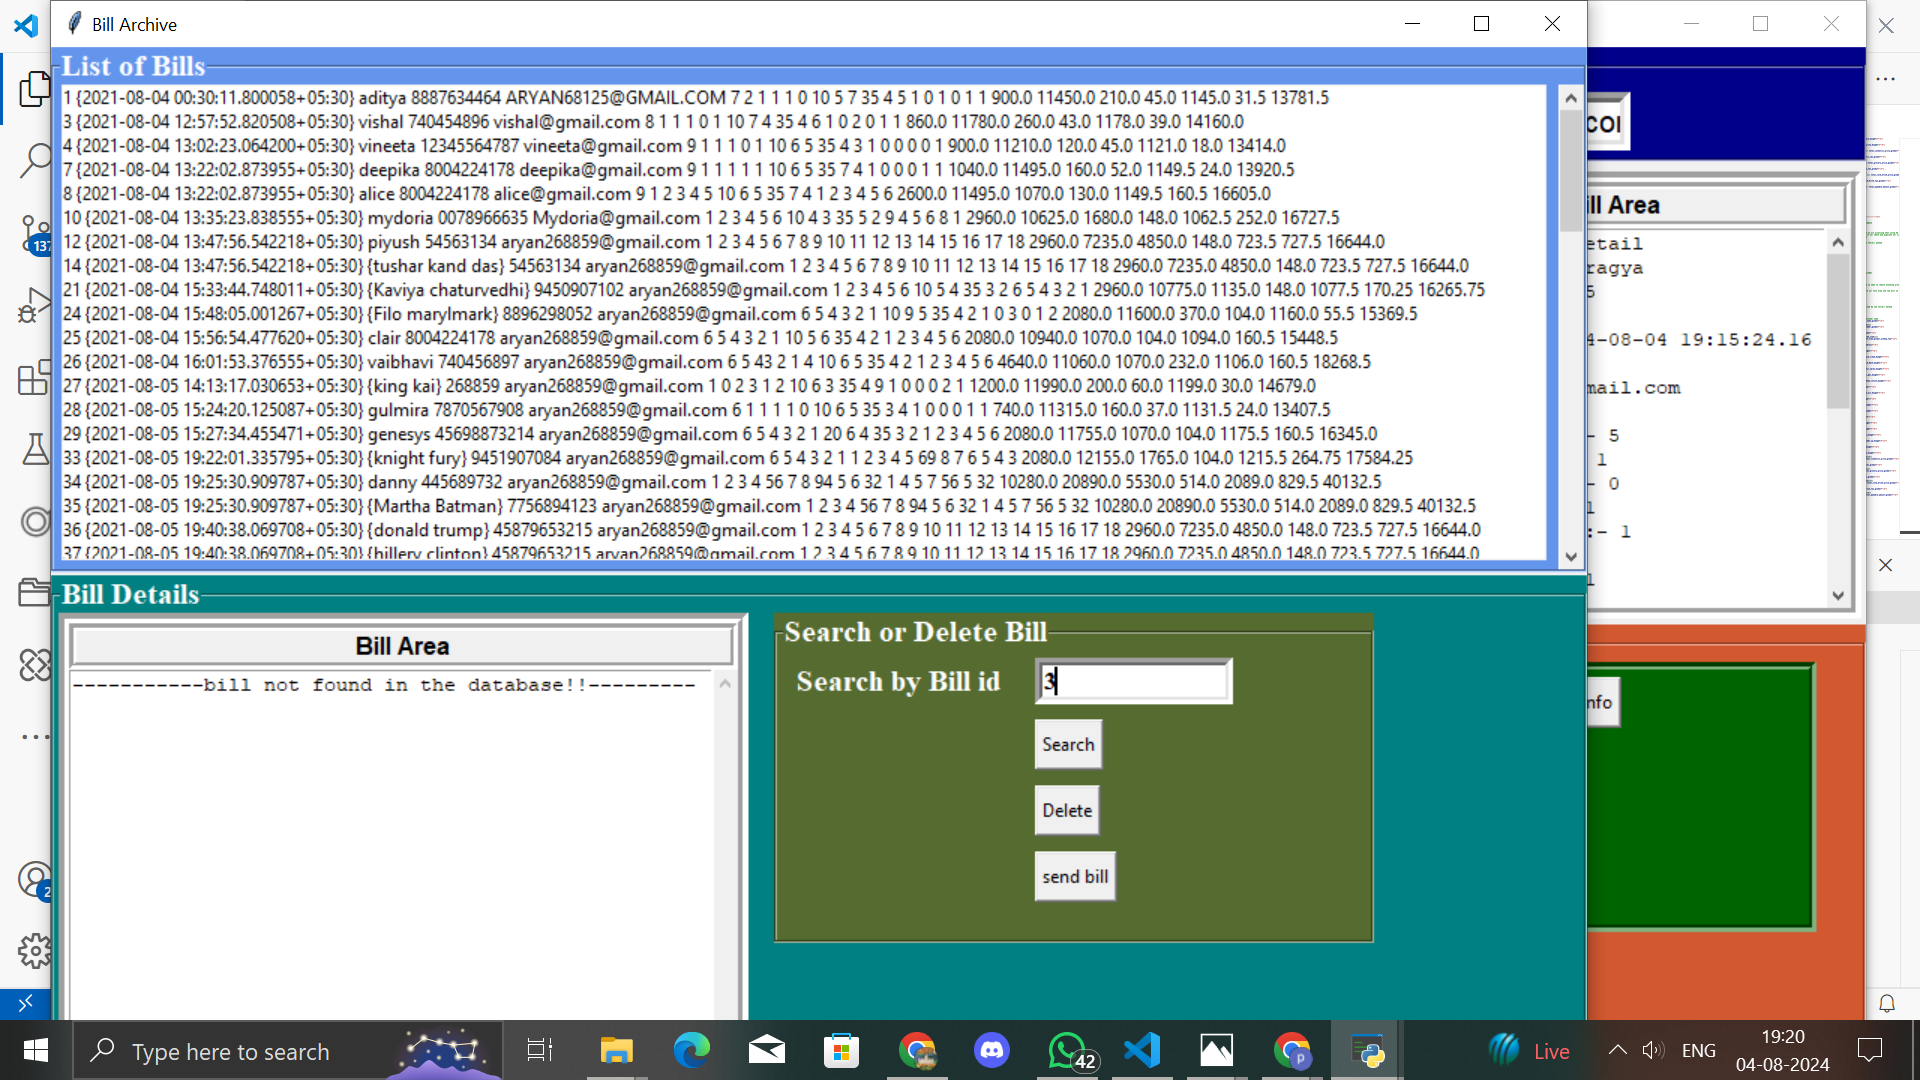 Bill Archive
List of Bills
1 {2021-08-04 00:30:11.800058+05:30} aditya 8887634464 ARYAN68125@GMAIL.COM 7 2 1 1 1 0 10 5 7 35 4 5 1 0 1 0 1 1 900.0 11450.0 210.0 45.0 1145.0 31.5 13781.5
3 {2021-08-04 12:57:52.820508+05:30} vishal 740454896 vishal@gmail.com 8 1 1 1 0 1 10 7 4 35 4 6 1 0 2 0 1 1 860.0 11780.0 260.0 43.0 1178.0 39.0 14160.0
4 {2021-08-04 13:02:23.064200+05:30} vineeta 12345564787 vineeta@gmail.com 9 1 1 1 0 1 10 6 5 35 4 3 1 0 0 0 0 1 900.0 11210.0 120.0 45.0 1121.0 18.0 13414.0
7 {2021-08-04 13:22:02.873955+05:30} deepika 8004224178 deepika@gmail.com 9 1 1 1 1 1 10 6 5 35 7 4 1 0 0 0 1 1 1040.0 11495.0 160.0 52.0 1149.5 24.0 13920.5
8 {2021-08-04 13:22:02.873955+05:30} alice 8004224178 alice@gmail.com 9 1 2 3 4 5 10 6 5 35 7 4 1 2 3 4 5 6 2600.0 11495.0 1070.0 130.0 1149.5 160.5 16605.0
10 {2021-08-04 13:35:23.838555+05:30} mydoria 0078966635 Mydoria@gmail.com 1 2 3 4 5 6 10 4 3 35 5 2 9 4 5 6 8 1 2960.0 10625.0 1680.0 148.0 1062.5 252.0 16727.5
12 {2021-08-04 13:47:56.542218+05:30} piyush 54563134 aryan268859@gmail.com 1 2 3 4 5 6 7 8 9 10 11 12 13 14 15 16 17 18 2960.0 7235.0 4850.0 148.0 723.5 727.5 16644.0
14 {2021-08-04 13:47:56.542218+05:30} {tushar kand das} 54563134 aryan268859@gmail.com 1 2 3 4 5 6 7 8 9 10 11 12 13 14 15 16 17 18 2960.0 7235.0 4850.0 148.0 723.5 727.5 16644.0
21 {2021-08-04 15:33:44.748011+05:30} {Kaviya chaturvedhi} 9450907102 aryan268859@gmail.com 1 2 3 4 5 6 10 5 4 35 3 2 6 5 4 3 2 1 2960.0 10775.0 1135.0 148.0 1077.5 170.25 16265.75
24 {2021-08-04 15:48:05.001267+05:30} {Filo marylmark} 8896298052 aryan268859@gmail.com 6 5 4 3 2 1 10 9 5 35 4 2 1 0 3 0 1 2 2080.0 11600.0 370.0 104.0 1160.0 55.5 15369.5
25 {2021-08-04 15:56:54.477620+05:30} clair 8004224178 aryan268859@gmail.com 6 5 4 3 2 1 10 5 6 35 4 2 1 2 3 4 5 6 2080.0 10940.0 1070.0 104.0 1094.0 160.5 15448.5
26 {2021-08-04 16:01:53.376555+05:30} vaibhavi 740456897 aryan268859@gmail.com 6 5 43 2 1 4 10 6 5 35 4 2 1 2 3 4 5 6 4640.0 11060.0 1070.0 232.0 1106.0 160.5 18268.5
27 {2021-08-05 14:13:17.030653+05:30} {king kai} 268859 aryan268859@gmail.com 1 0 2 3 1 2 10 6 3 35 4 9 1 0 0 0 2 1 1200.0 11990.0 200.0 60.0 1199.0 30.0 14679.0
28 {2021-08-05 15:24:20.125087+05:30} gulmira 7870567908 aryan268859@gmail.com 6 1 1 1 1 0 10 6 5 35 3 4 1 0 0 0 1 1 740.0 11315.0 160.0 37.0 1131.5 24.0 13407.5
29 {2021-08-05 15:27:34.455471+05:30} genesys 45698873214 aryan268859@gmail.com 6 5 4 3 2 1 20 6 4 35 3 2 1 2 3 4 5 6 2080.0 11755.0 1070.0 104.0 1175.5 160.5 16345.0
33 {2021-08-05 19:22:01.335795+05:30} {knight fury} 9451907084 aryan268859@gmail.com 6 5 4 3 2 1 1 2 3 4 5 69 8 7 6 5 4 3 2080.0 12155.0 1765.0 104.0 1215.5 264.75 17584.25
34 {2021-08-05 19:25:30.909787+05:30} danny 445689732 aryan268859@gmail.com 1 2 3 4 56 7 8 94 5 6 32 1 4 5 7 56 5 32 10280.0 20890.0 5530.0 514.0 2089.0 829.5 40132.5
35 {2021-08-05 19:25:30.909787+05:30} {Martha Batman} 7756894123 aryan268859@gmail.com 1 2 3 4 56 7 8 94 5 6 32 1 4 5 7 56 5 32 10280.0 20890.0 5530.0 514.0 2089.0 829.5 40132.5
36 {2021-08-05 19:40:38.069708+05:30} {donald trump} 45879653215 aryan268859@gmail.com 1 2 3 4 5 6 7 8 9 10 11 12 13 14 15 16 17 18 2960.0 7235.0 4850.0 148.0 723.5 727.5 16644.0
37 {2021-08-05 19:40:38.069708+05:30} {hillery clinton} 45879653215 aryan268859@gmail.com 1 2 3 4 5 6 7 8 9 10 11 12 13 14 15 16 17 18 2960.0 7235.0 4850.0 148.0 723.5 727.5 16644.0
Bill Details
Bill Area
-----------bill not found in the database!!---------
Search or Delete Bill
Search by Bill id 3
Search
Delete
send bill
ill Area
etail
ragya
5
4-08-04 19:15:24.16
mail.com
- 5
1
- 0
1
:- 1
1
nfo
137
2
Type here to search
42
Live
ENG
19:20
04-08-2024